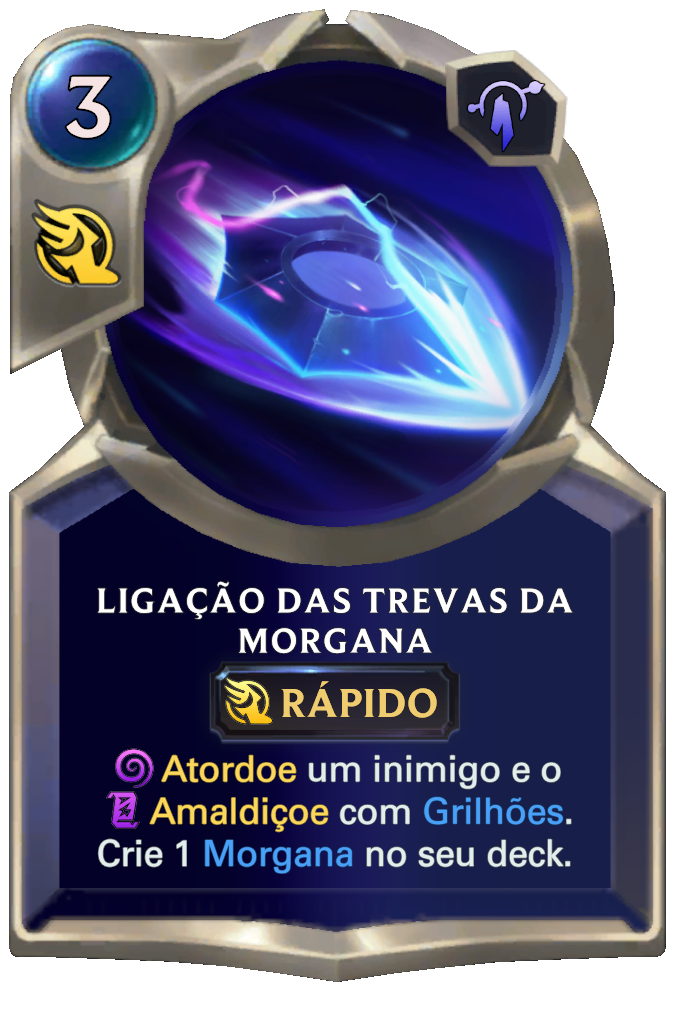 3
LIGAÇÃO DAS TREVAS DA
MORGANA
RÁPIDO
Atordoe um inimigo e o
Amaldiçoe com Grilhões.
Crie 1 Morgana no seu deck.